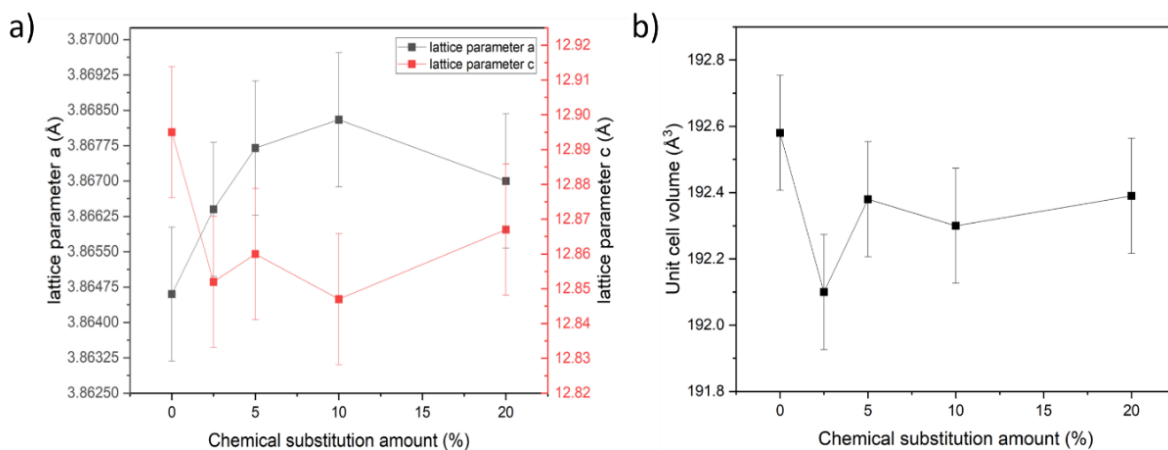 a)
lattice parameter a (Å)
3.87000
3.86925
3.86850
3.86775
3.86700
3.86625
3.86550
3.86475
3.86400
3.86325
3.86250
lattice parameter a
lattice parameter c
12.92
12.91
12.90
12.89
12.88
12.87
12.86
12.85
12.84
12.83
12.82
lattice parameter c (Å)
0 5 10 15 20
Chemical substitution amount (%)
b)
Unit cell volume (Å³)
192.8
192.6
192.4
192.2
192.0
191.8
0 5 10 15 20
Chemical substitution amount (%)